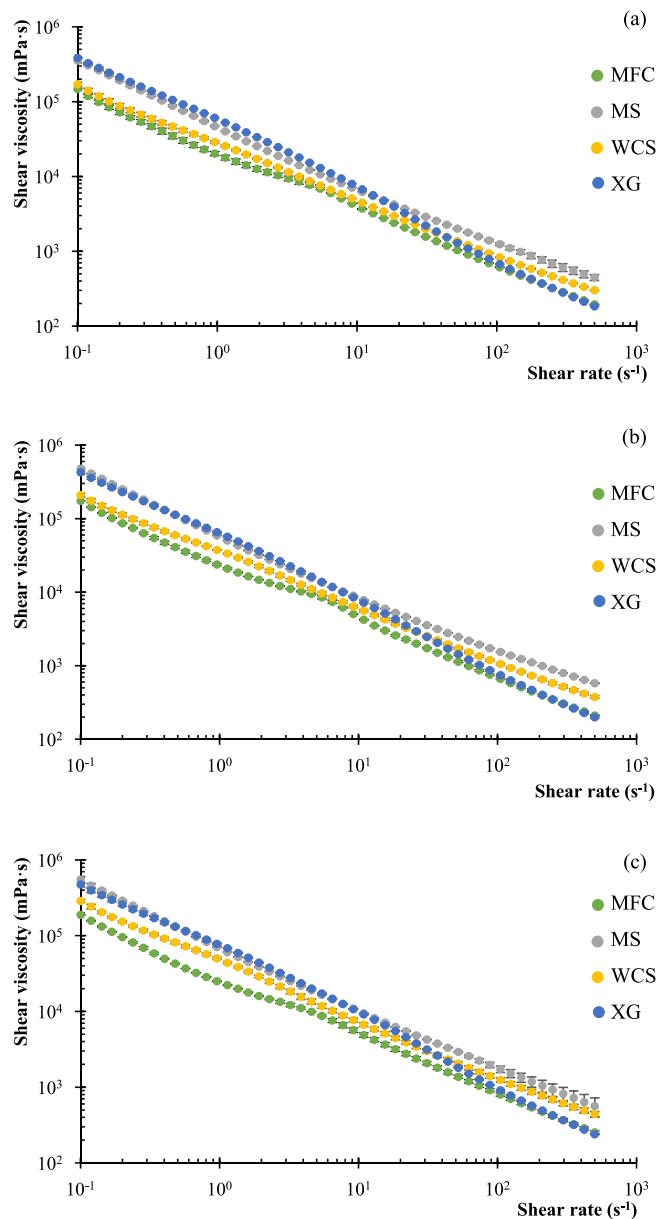 (a)
Shear viscosity (mPa·s)
10⁶
10⁵
10⁴
10³
10²
MFC
MS
WCS
XG
10⁻¹ 10⁰ 10¹ 10² 10³
Shear rate (s⁻¹)
(b)
Shear viscosity (mPa·s)
10⁶
10⁵
10⁴
10³
10²
MFC
MS
WCS
XG
10⁻¹ 10⁰ 10¹ 10² 10³
Shear rate (s⁻¹)
(c)
Shear viscosity (mPa·s)
10⁶
10⁵
10⁴
10³
10²
MFC
MS
WCS
XG
10⁻¹ 10⁰ 10¹ 10² 10³
Shear rate (s⁻¹)